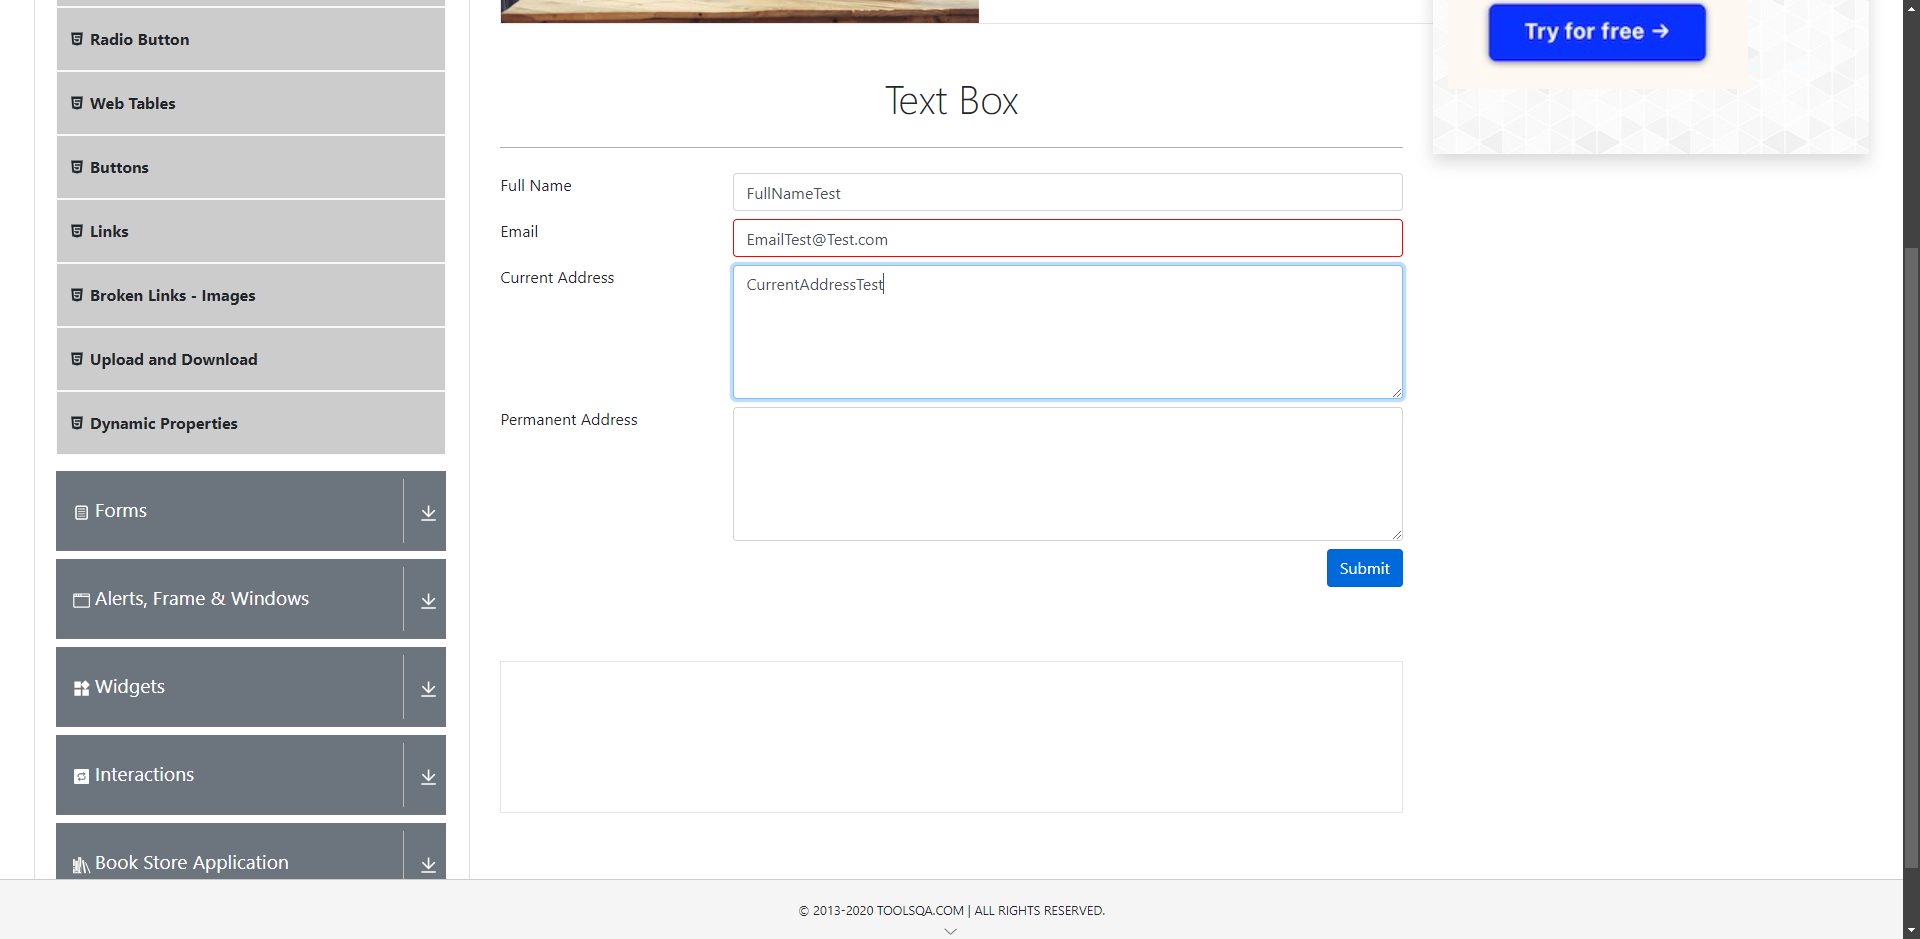 Radio Button
Web Tables
Buttons
Links
Broken Links - Images
Upload and Download
Dynamic Properties
Forms
Alerts, Frame & Windows
Widgets
Interactions
Book Store Application
Try for free →
Text Box
Full Name
FullNameTest
Email
EmailTest@Test.com
Current Address
CurrentAddressTest
Permanent Address
Submit
© 2013-2020 TOOLSQA.COM | ALL RIGHTS RESERVED.